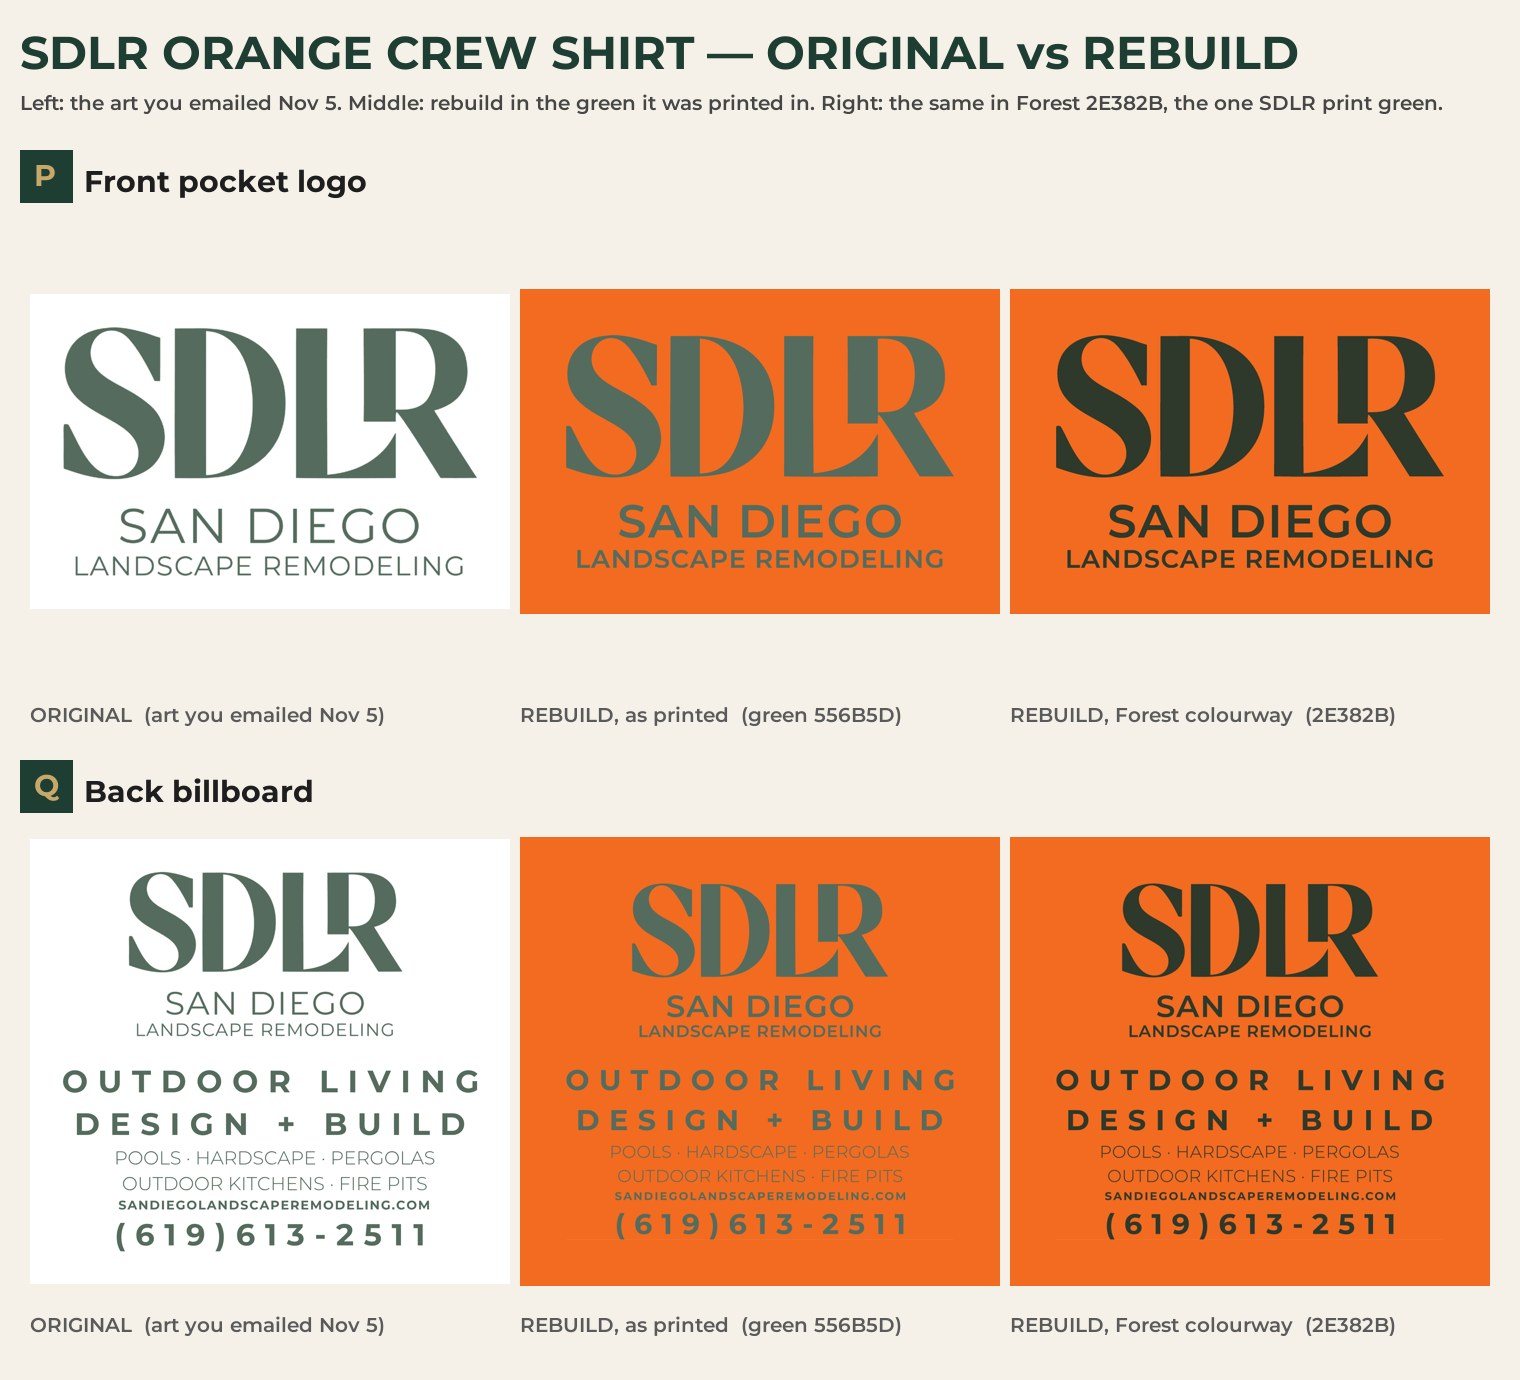 SDLR ORANGE CREW SHIRT — ORIGINAL vs REBUILD
Left: the art you emailed Nov 5. Middle: rebuild in the green it was printed in. Right: the same in Forest 2E382B, the one SDLR print green.
P Front pocket logo
SDLR
SAN DIEGO
LANDSCAPE REMODELING
SDLR
SAN DIEGO
LANDSCAPE REMODELING
SDLR
SAN DIEGO
LANDSCAPE REMODELING
ORIGINAL (art you emailed Nov 5)
REBUILD, as printed (green 556B5D)
REBUILD, Forest colourway (2E382B)
Q Back billboard
SDLR
SAN DIEGO
LANDSCAPE REMODELING
OUTDOOR LIVING
DESIGN + BUILD
POOLS · HARDSCAPE · PERGOLAS
OUTDOOR KITCHENS · FIRE PITS
SANDIEGOLANDSCAPEREMODELING.COM
(619)613-2511
SDLR
SAN DIEGO
LANDSCAPE REMODELING
OUTDOOR LIVING
DESIGN + BUILD
POOLS · HARDSCAPE · PERGOLAS
OUTDOOR KITCHENS · FIRE PITS
SANDIEGOLANDSCAPEREMODELING.COM
(619)613-2511
SDLR
SAN DIEGO
LANDSCAPE REMODELING
OUTDOOR LIVING
DESIGN + BUILD
POOLS · HARDSCAPE · PERGOLAS
OUTDOOR KITCHENS · FIRE PITS
SANDIEGOLANDSCAPEREMODELING.COM
(619)613-2511
ORIGINAL (art you emailed Nov 5)
REBUILD, as printed (green 556B5D)
REBUILD, Forest colourway (2E382B)